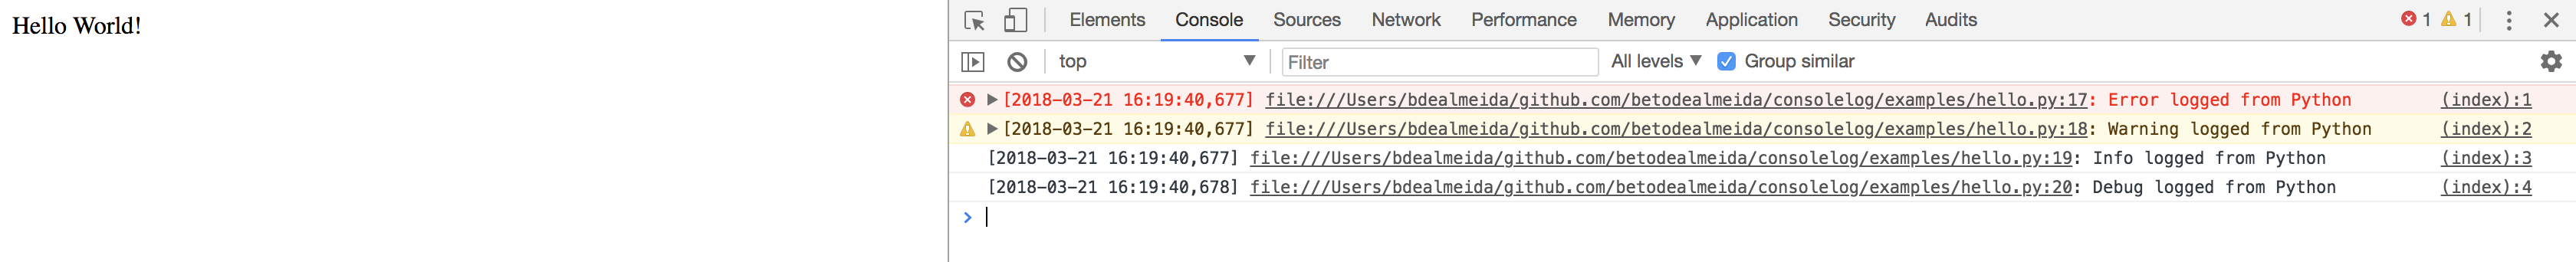 Hello World!
Elements Console Sources Network Performance Memory Application Security Audits 1 1
top Filter All levels Group similar
[2018-03-21 16:19:40,677] file:///Users/bdealmeida/github.com/betodealmeida/consolelog/examples/hello.py:17: Error logged from Python (index):1
[2018-03-21 16:19:40,677] file:///Users/bdealmeida/github.com/betodealmeida/consolelog/examples/hello.py:18: Warning logged from Python (index):2
[2018-03-21 16:19:40,677] file:///Users/bdealmeida/github.com/betodealmeida/consolelog/examples/hello.py:19: Info logged from Python (index):3
[2018-03-21 16:19:40,678] file:///Users/bdealmeida/github.com/betodealmeida/consolelog/examples/hello.py:20: Debug logged from Python (index):4